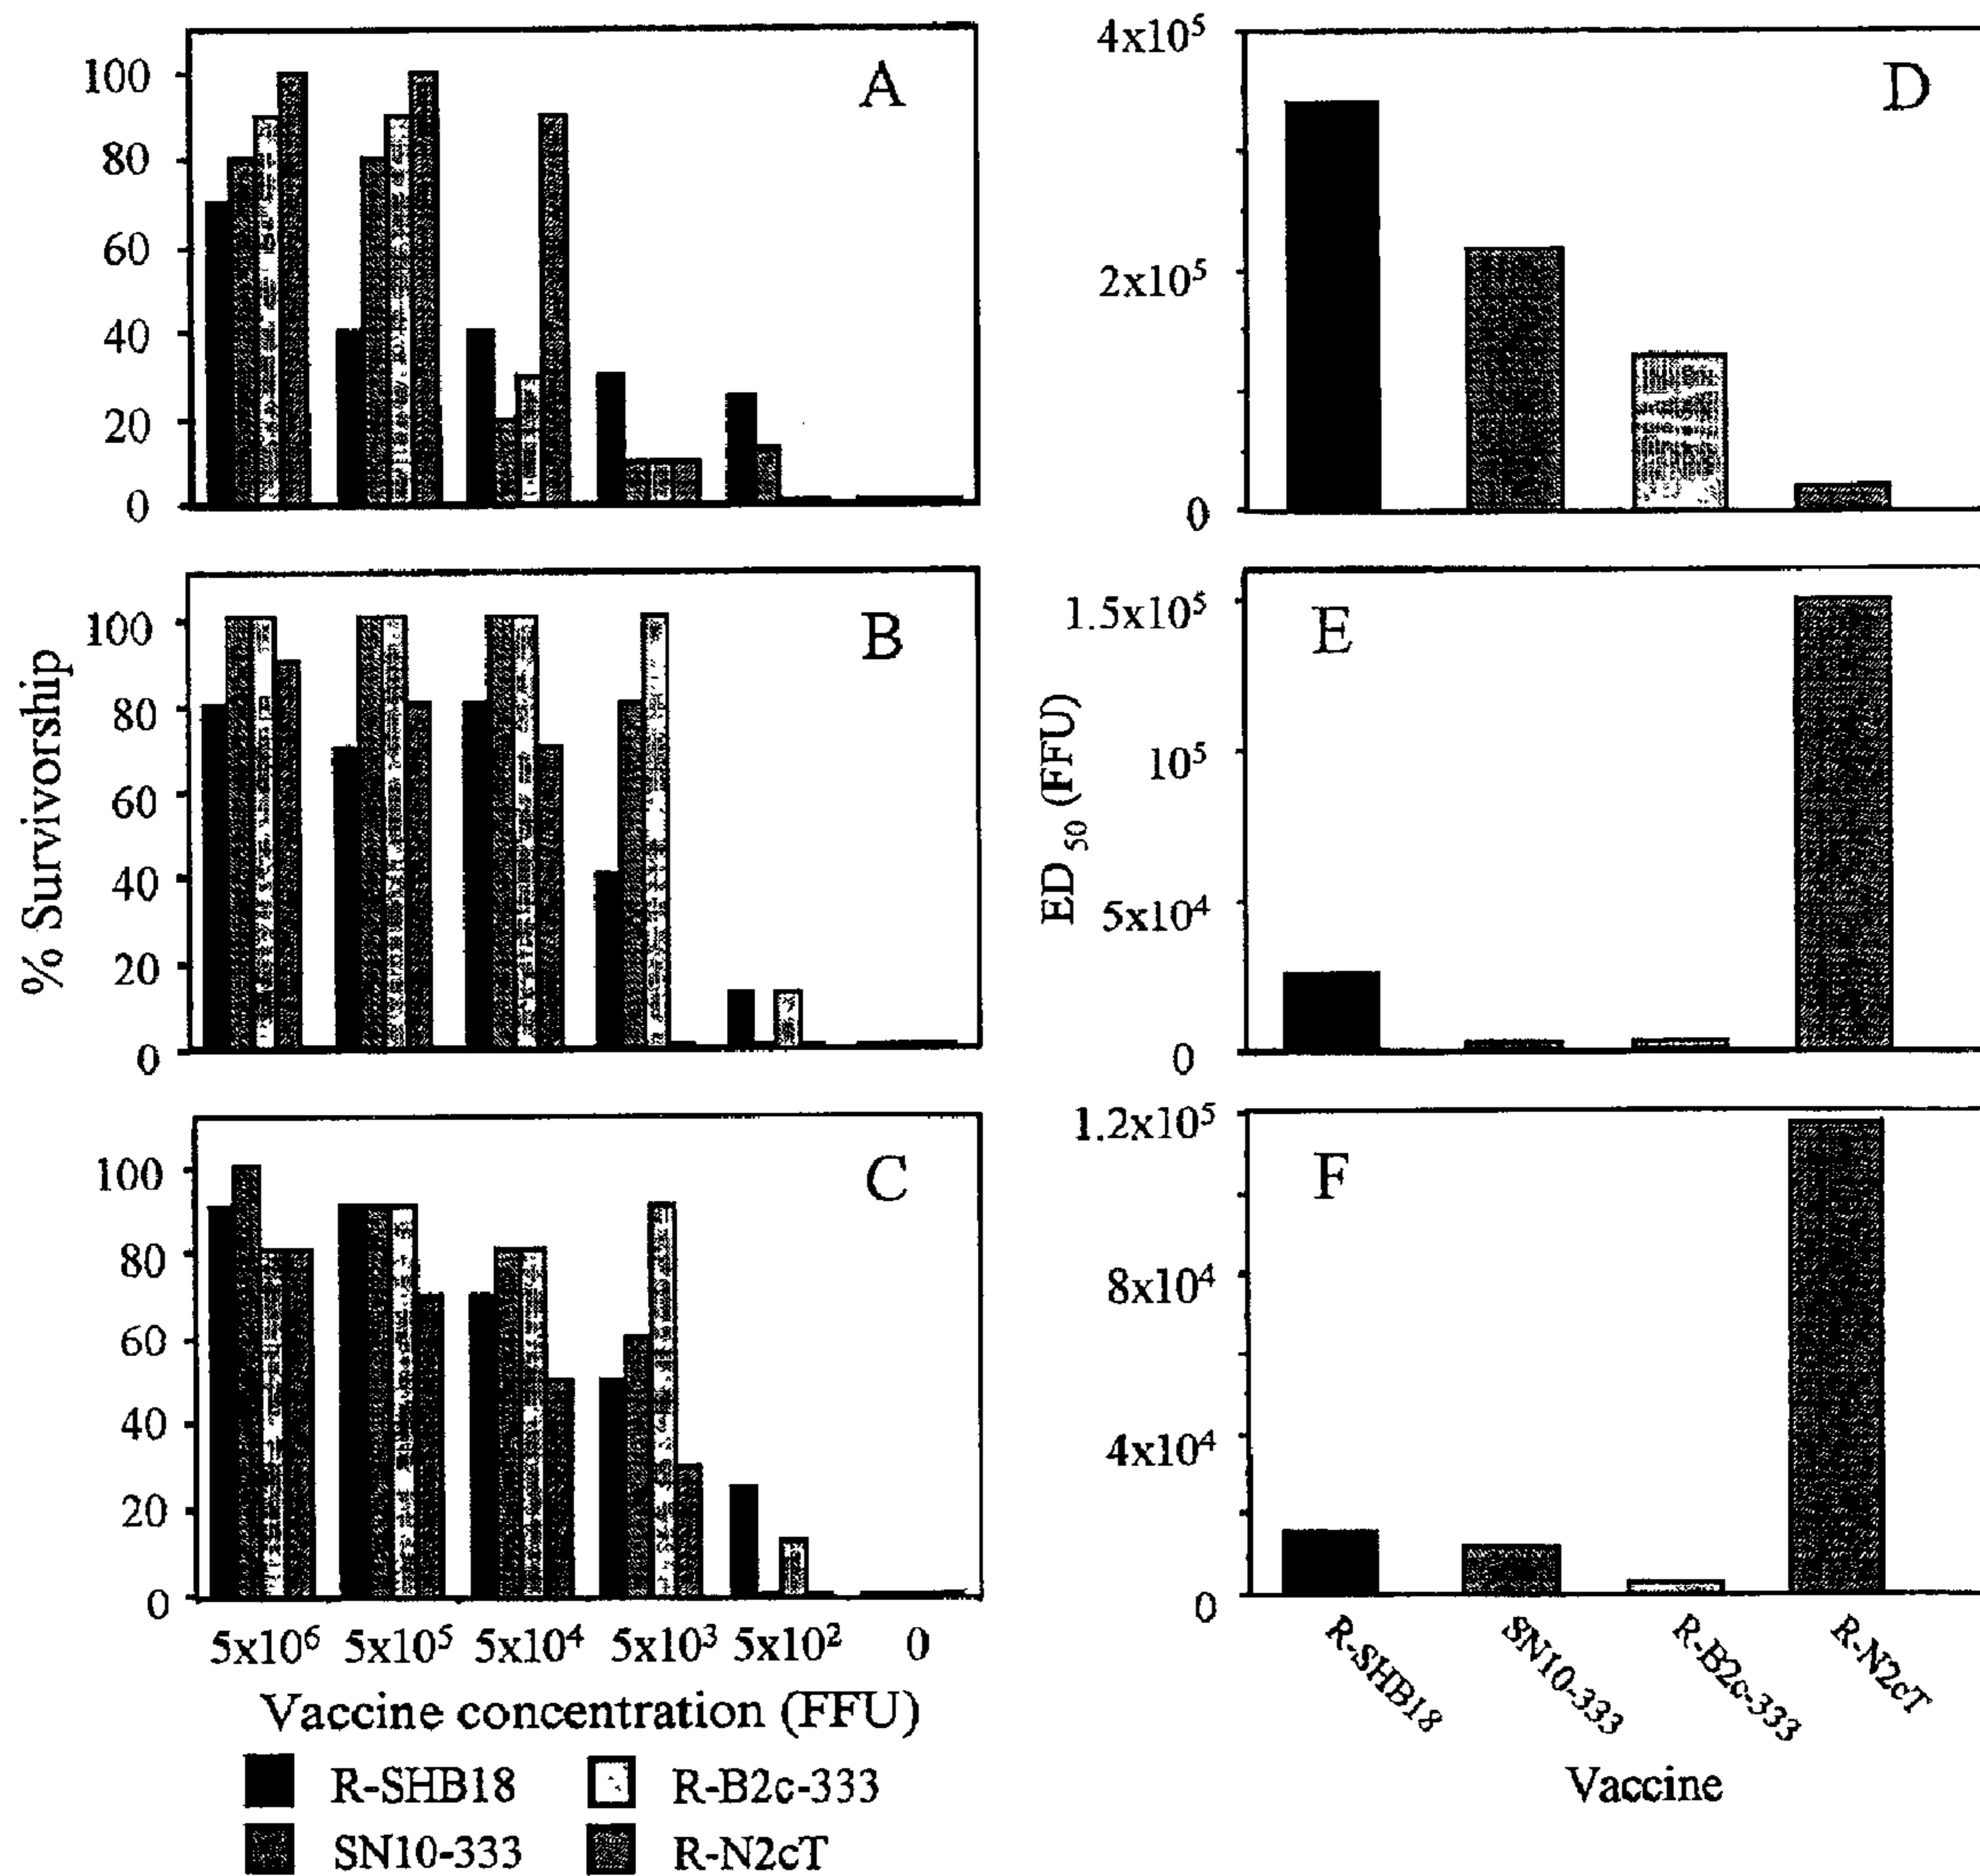 A
100
80
60
40
20
0
B
100
80
60
40
20
0
C
100
80
60
40
20
0
% Survivorship
5x10⁶ 5x10⁵ 5x10⁴ 5x10³ 5x10² 0
Vaccine concentration (FFU)
R-SHB18 R-B2c-333
SN10-333 R-N2cT
D
4x10⁵
2x10⁵
0
E
1.5x10⁵
10⁵
5x10⁴
0
F
1.2x10⁵
8x10⁴
4x10⁴
0
ED₅₀ (FFU)
R-SHB18
SN10-333
R-B2c-333
R-N2cT
Vaccine